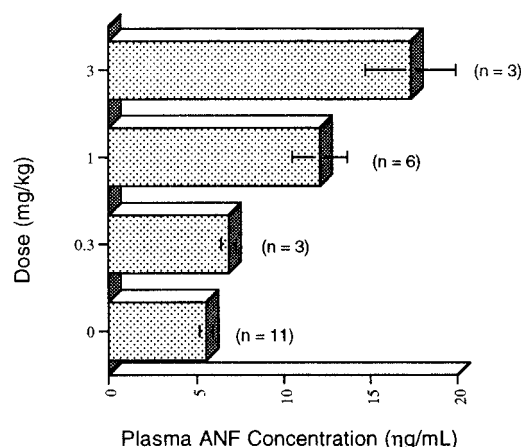 3
(n = 3)
1
(n = 6)
0.3
(n = 3)
0
(n = 11)
Dose (mg/kg)
0
5
10
15
20
Plasma ANF Concentration (ηg/mL)